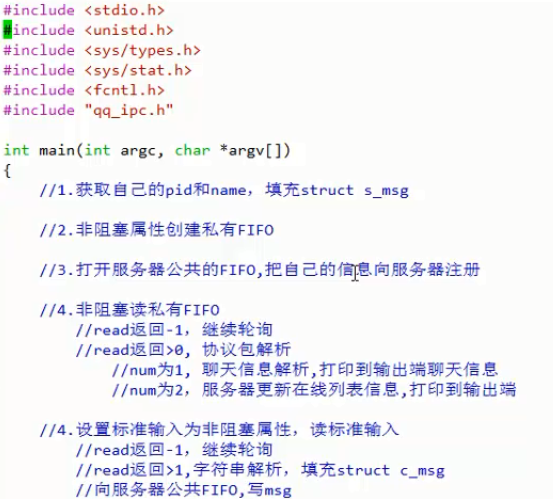 #include <stdio.h>
#include <unistd.h>
#include <sys/types.h>
#include <sys/stat.h>
#include <fcntl.h>
#include "qq_ipc.h"
int main(int argc, char *argv[])
{
//1.获取自己的pid和name，填充struct s_msg
//2.非阻塞属性创建私有FIFO
//3.打开服务器公共的FIFO,把自己的信息向服务器注册
//4.非阻塞读私有FIFO
//read返回-1，继续轮询
//read返回>0, 协议包解析
//num为1, 聊天信息解析,打印到输出端聊天信息
//num为2，服务器更新在线列表信息,打印到输出端
//4.设置标准输入为非阻塞属性，读标准输入
//read返回-1，继续轮询
//read返回>1,字符串解析，填充struct c_msg
//向服务器公共FIFO,写msg